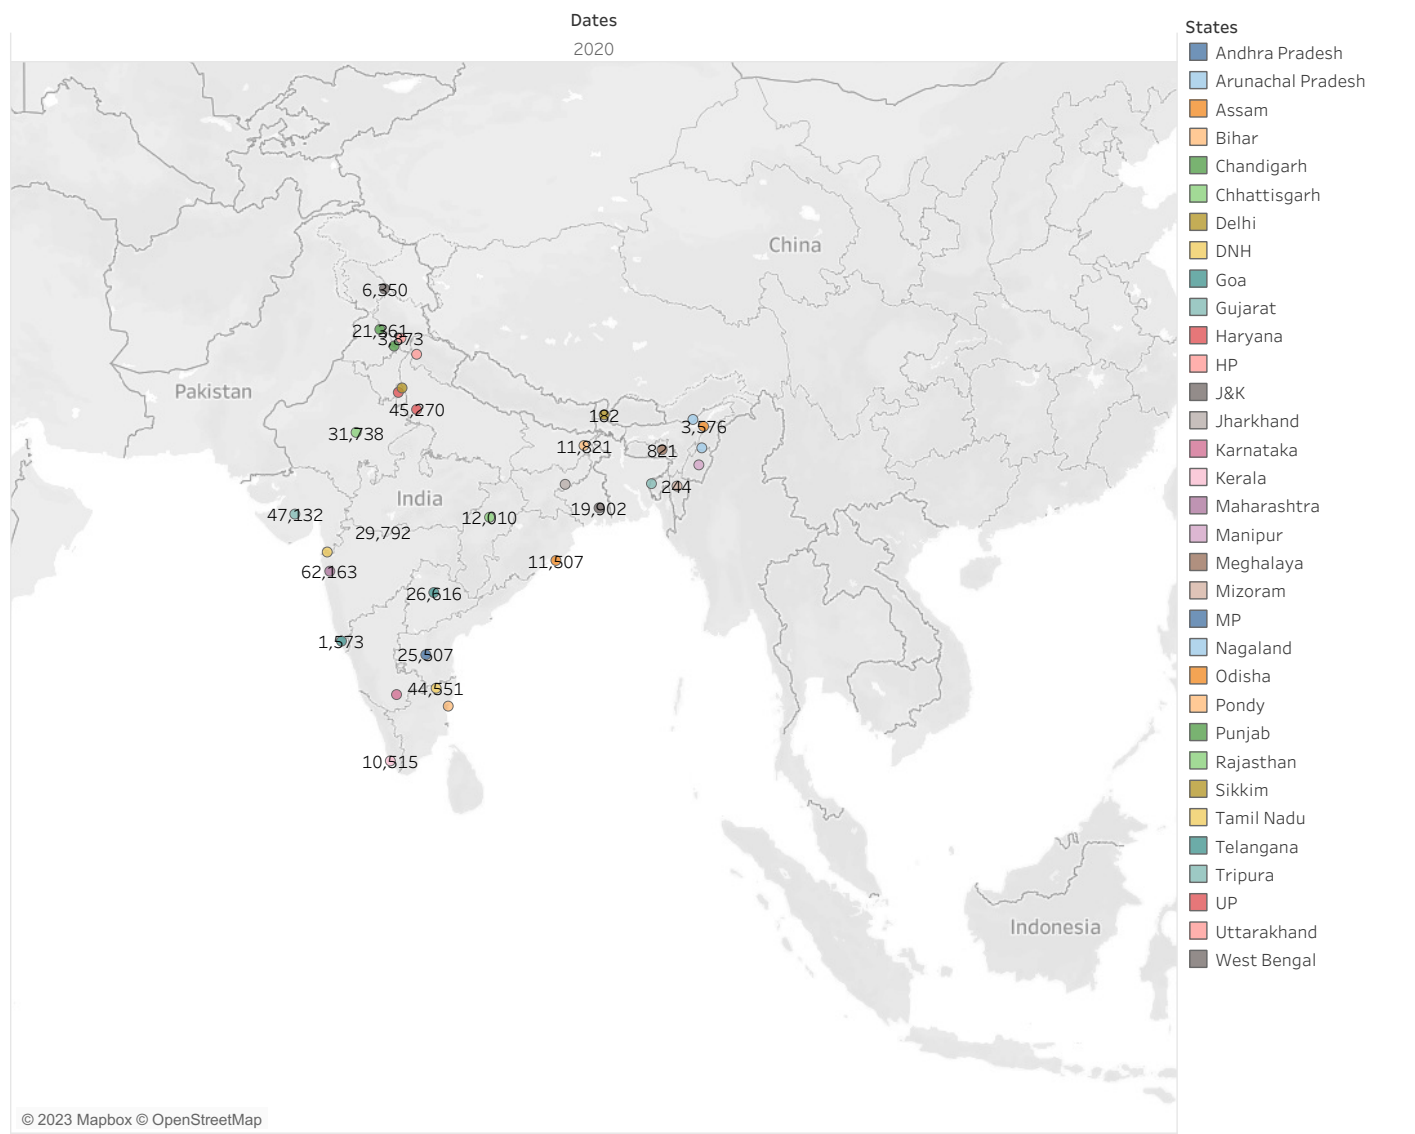 Dates
2020
States
Andhra Pradesh
Arunachal Pradesh
Assam
Bihar
Chandigarh
Chhattisgarh
Delhi
DNH
Goa
Gujarat
Haryana
HP
J&K
Jharkhand
Karnataka
Kerala
Maharashtra
Manipur
Meghalaya
Mizoram
MP
Nagaland
Odisha
Pondy
Punjab
Rajasthan
Sikkim
Tamil Nadu
Telangana
Tripura
UP
Uttarakhand
West Bengal
China
6,350
21,361
3,873
Pakistan
45,270
182
3,576
31,738
11,821
821
244
India
47,132
12,010
19,902
29,792
11,507
62,163
26,616
1,573
25,507
44,551
10,515
Indonesia
© 2023 Mapbox © OpenStreetMap